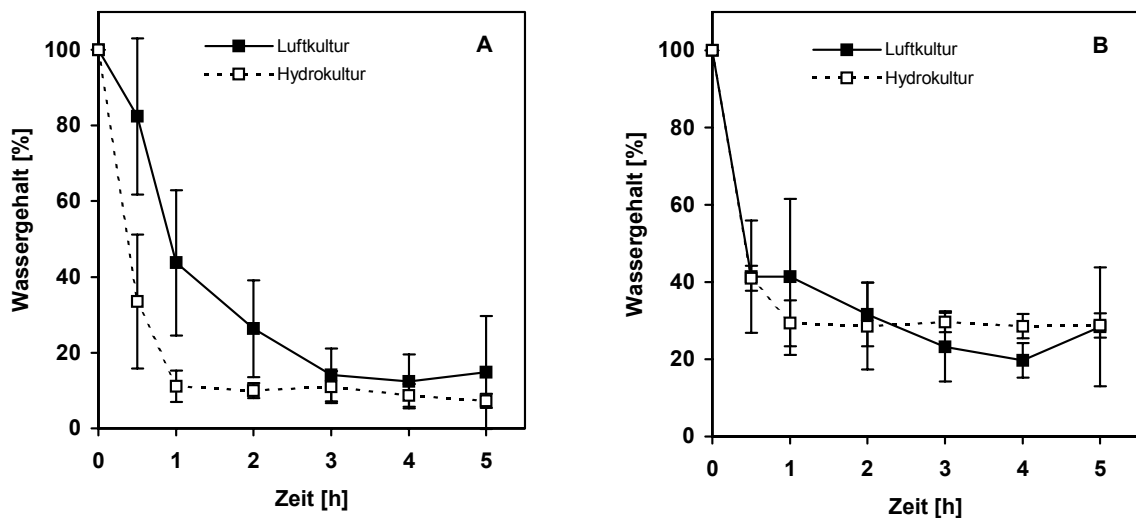 A
Luftkultur
Hydrokultur
Wassergehalt [%]
100
80
60
40
20
0
0 1 2 3 4 5
Zeit [h]
B
Luftkultur
Hydrokultur
Wassergehalt [%]
100
80
60
40
20
0
0 1 2 3 4 5
Zeit [h]